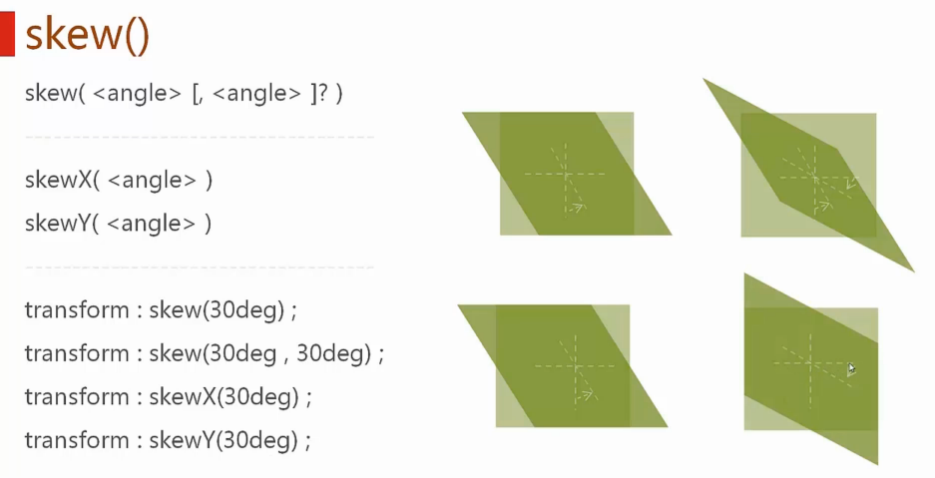 skew()
skew( <angle> [, <angle> ]? )
skewX( <angle> )
skewY( <angle> )
transform : skew(30deg) ;
transform : skew(30deg , 30deg) ;
transform : skewX(30deg) ;
transform : skewY(30deg) ;